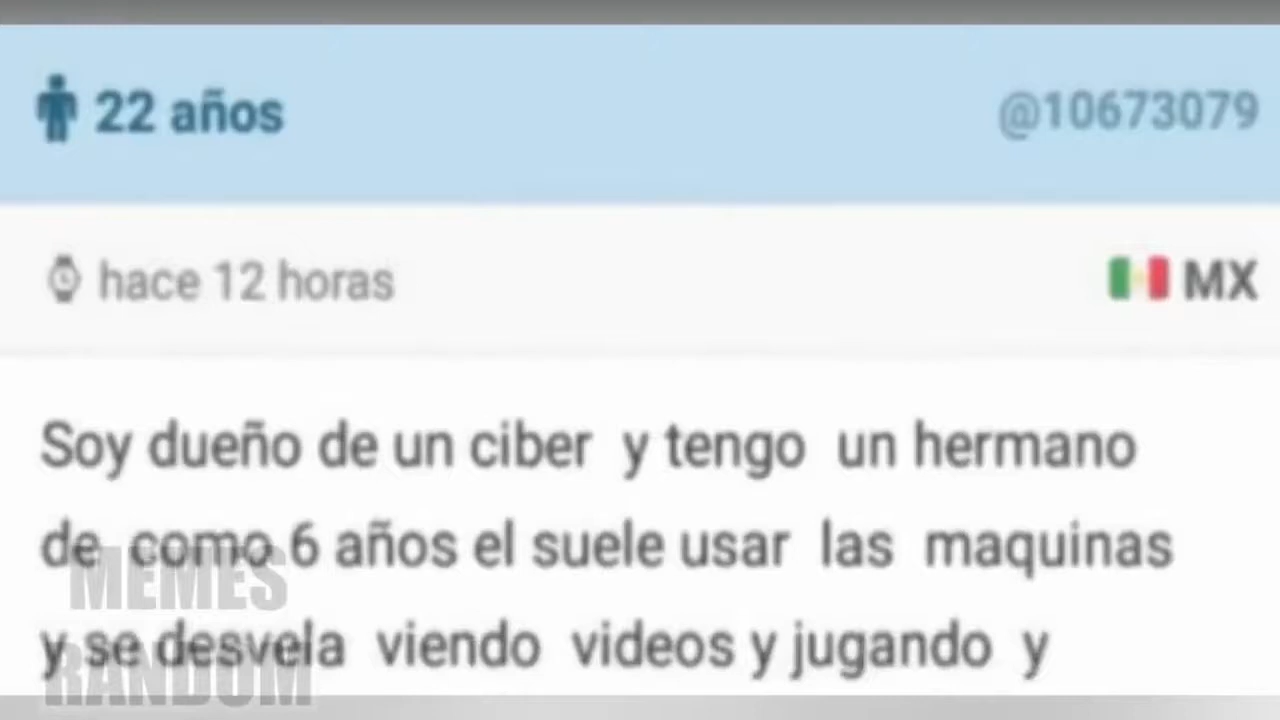 22 años
@10673079
hace 12 horas
MX
Soy dueño de un ciber y tengo un hermano
de como 6 años el suele usar las maquinas
y se desvela viendo videos y jugando y
MEMES
RANDOM